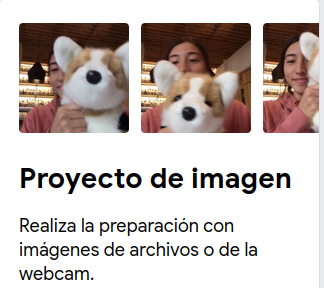 Proyecto de imagen
Realiza la preparación con
imágenes de archivos o de la
webcam.